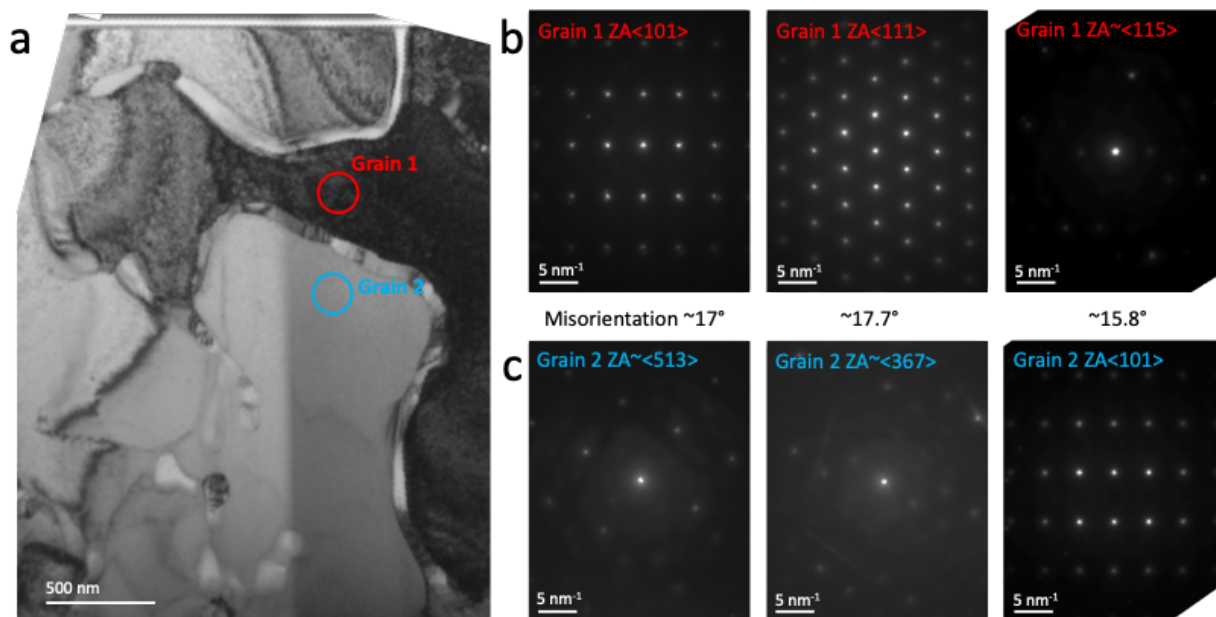 a
Grain 1
Grain 2
500 nm
b
Grain 1 ZA<101>
5 nm⁻¹
Grain 1 ZA<111>
5 nm⁻¹
Grain 1 ZA~<115>
5 nm⁻¹
Misorientation ~17°
~17.7°
~15.8°
c
Grain 2 ZA~<513>
5 nm⁻¹
Grain 2 ZA~<367>
5 nm⁻¹
Grain 2 ZA<101>
5 nm⁻¹